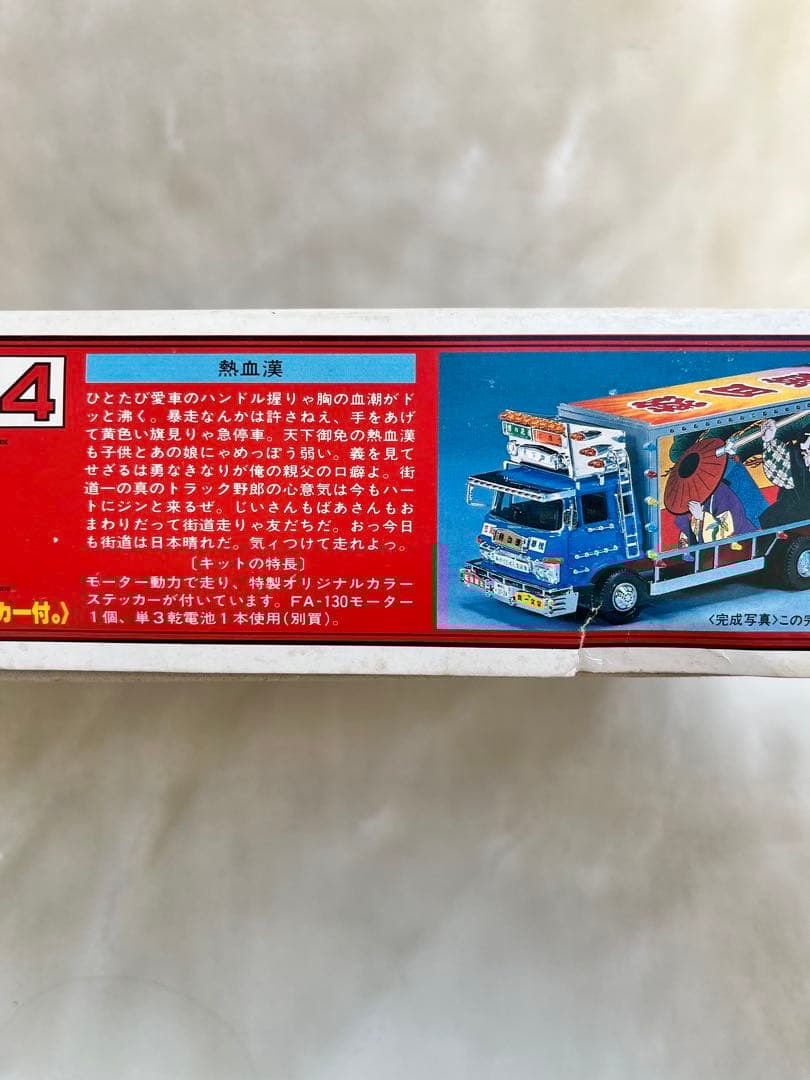 4
カー付。〉
熱血漢
ひとたび愛車のハンドル握りゃ胸の血潮がド
ッと沸く。暴走なんかは許さねえ、手をあげ
て黄色い旗見りゃ急停車。天下御免の熱血漢
も子供とあの娘にゃめっぽう弱い。義を見て
せざるは勇なきなりが俺の親父の口癖よ。街
道一の真のトラック野郎の心意気は今もハー
トにジンと来るぜ。じいさんもばあさんもお
まわりだって街道走りゃ友だちだ。おっ今日
も街道は日本晴れだ。気ィつけて走れよっ。
〔キットの特長〕
モーター動力で走り、特製オリジナルカラー
ステッカーが付いています。FA-130モーター
1個、単3乾電池1本使用(別買)。
熱血漢
〈完成写真〉この完